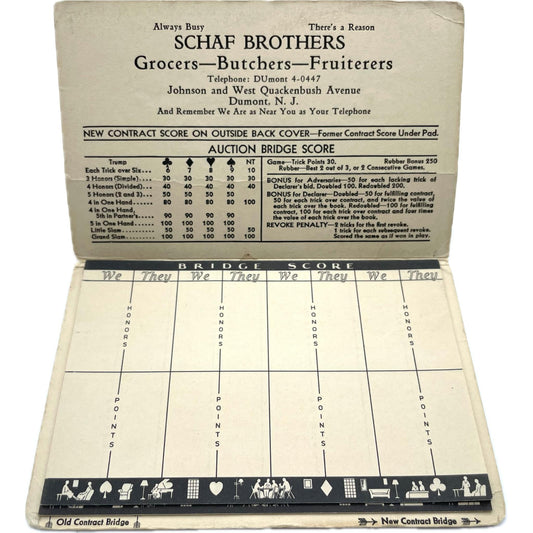 Always Busy There's a Reason
SCHAF BROTHERS
Grocers—Butchers—Fruiterers
Telephone: DUmont 4-0447
Johnson and West Quackenbush Avenue
Dumont, N. J.
And Remember We Are as Near You as Your Telephone
NEW CONTRACT SCORE ON OUTSIDE BACK COVER—Former Contract Score Under Pad.
AUCTION BRIDGE SCORE
Trump ♣ ♦ ♥ ♠ NT
Each Trick over Six 6 7 8 9 10
3 Honors (Simple) 30 30 30 30 30
4 Honors (Divided) 40 40 40 40 40
5 Honors (2 and 3) 50 50 50 50
4 in One Hand 80 80 80 80 100
4 in One Hand,
5th in Partner's 90 90 90 90
5 in One Hand 100 100 100 100
Little Slam 50 50 50 50 50
Grand Slam 100 100 100 100 100
Game—Trick Points 30. Rubber Bonus 250
Rubber—Best 2 out of 3, or 2 Consecutive Games.
BONUS for Adversaries—50 for each lacking trick of
Declarer's bid. Doubled 100. Redoubled 200.
BONUS for Declarer—Doubled—50 for fulfilling contract,
50 for each trick over contract, and twice the value of
each trick over the book. Redoubled—100 for fulfilling
contract, 100 for each trick over contract and four times
the value of each trick over the book.
REVOKE PENALTY—2 tricks for the first revoke.
1 trick for each subsequent revoke.
Scored the same as if won in play.
BRIDGE SCORE
We They We They We They We They
HONORS HONORS HONORS HONORS
POINTS POINTS POINTS POINTS
Old Contract Bridge New Contract Bridge